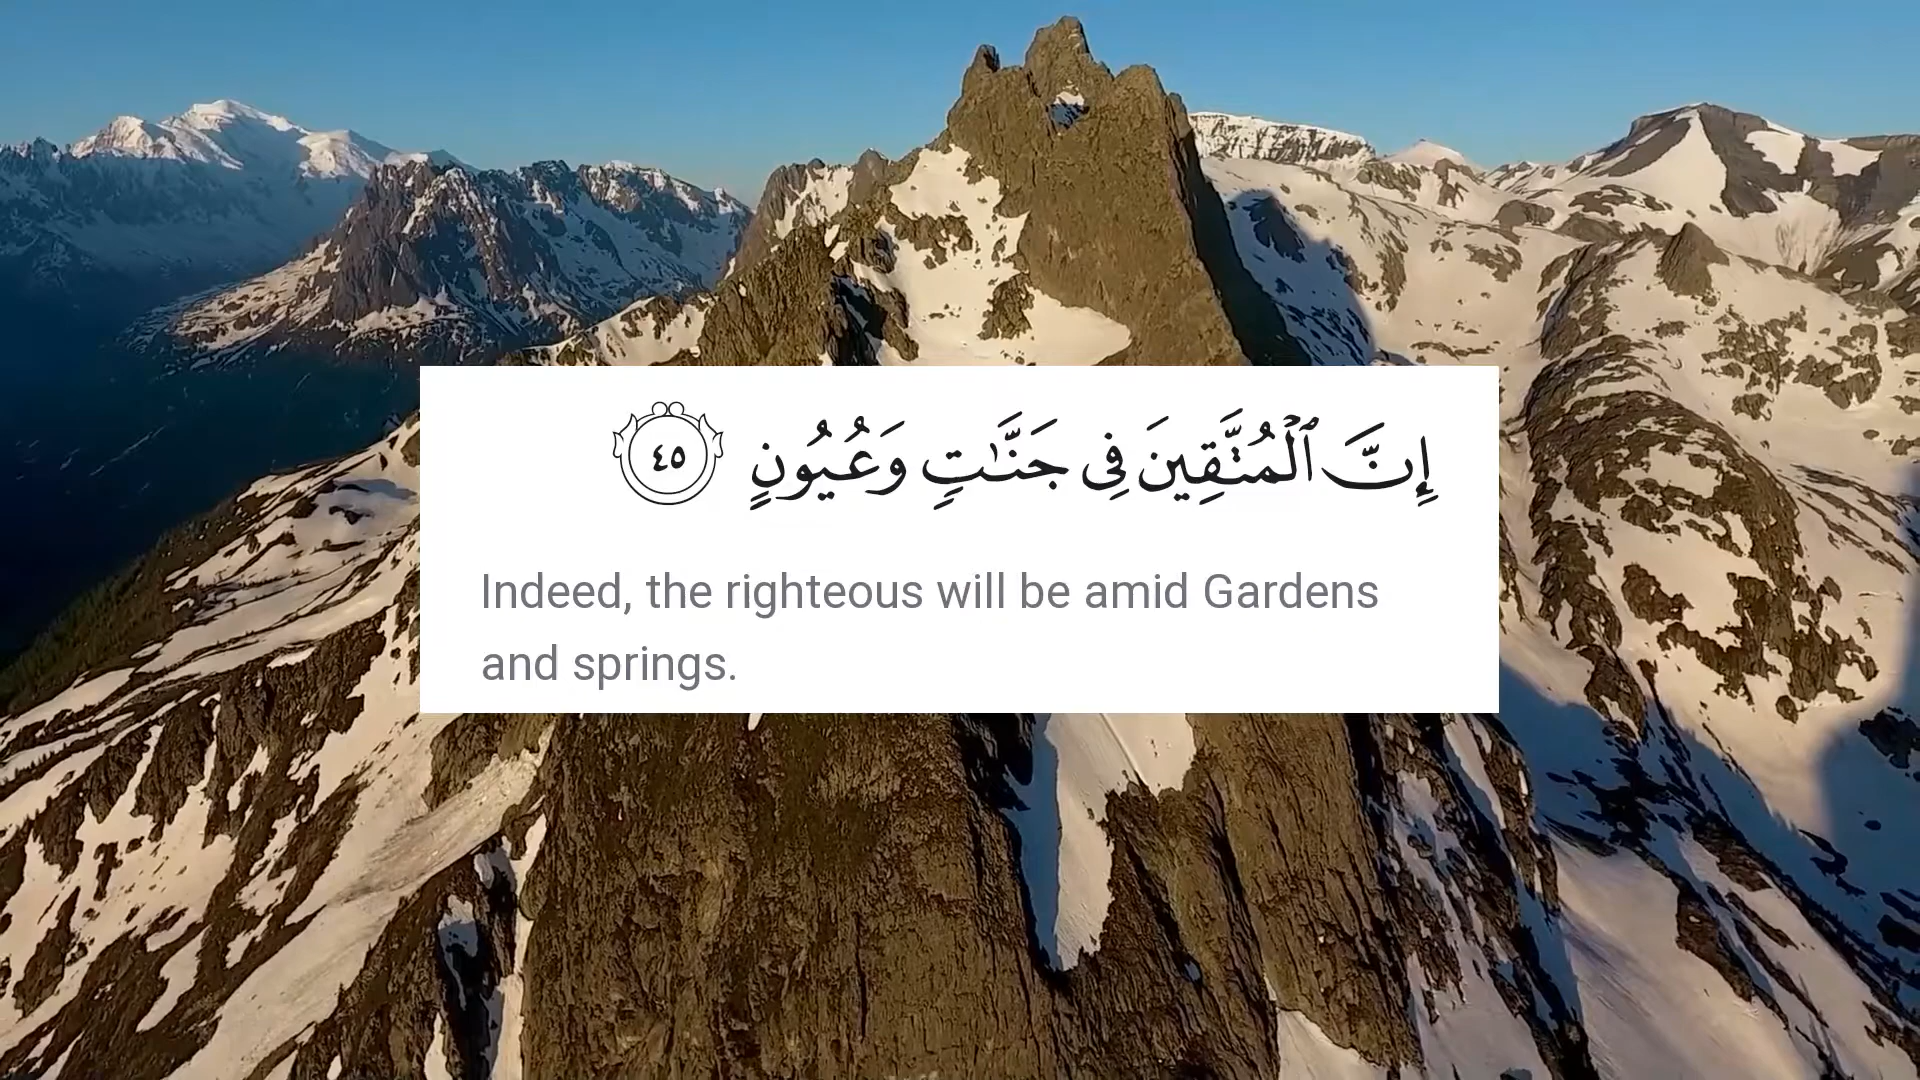 إِنَّ ٱلْمُتَّقِينَ فِى جَنَّـٰتٍۢ وَعُيُونٍ ٤٥
Indeed, the righteous will be amid Gardens
and springs.